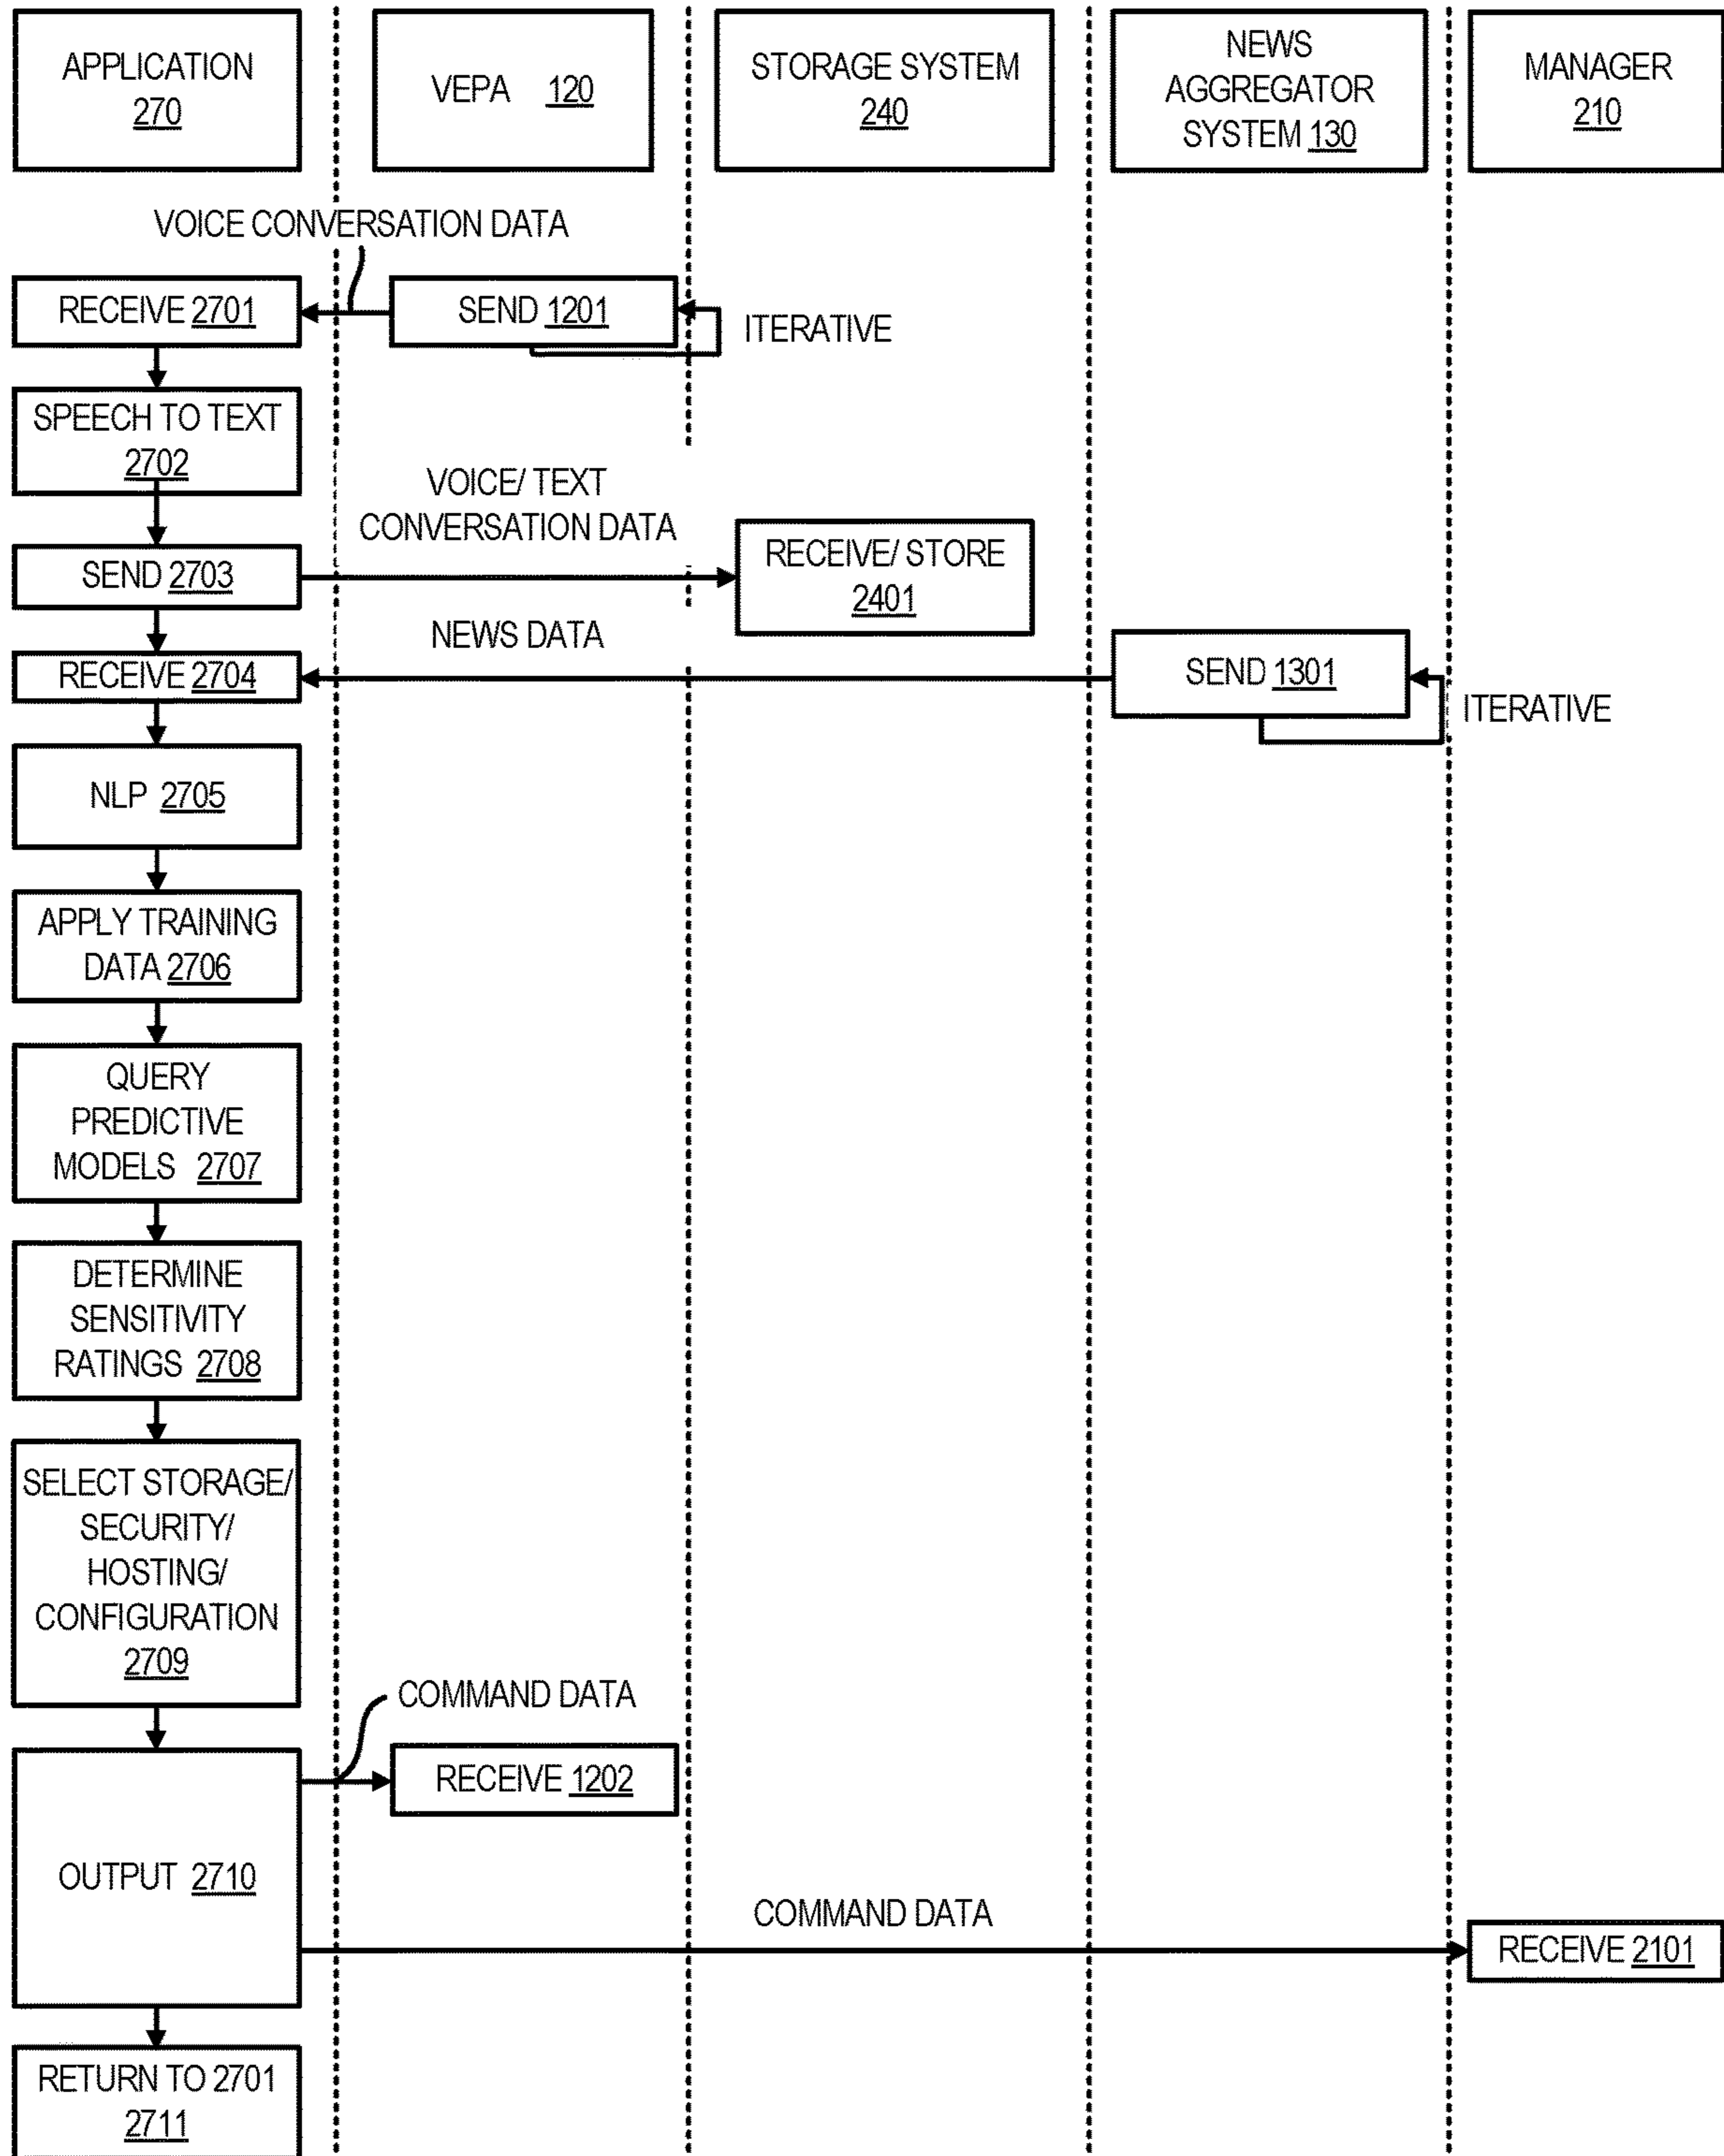 APPLICATION
270
VEPA 120
STORAGE SYSTEM
240
NEWS
AGGREGATOR
SYSTEM 130
MANAGER
210
VOICE CONVERSATION DATA
RECEIVE 2701
SEND 1201
ITERATIVE
SPEECH TO TEXT
2702
VOICE/ TEXT
CONVERSATION DATA
SEND 2703
RECEIVE/ STORE
2401
NEWS DATA
RECEIVE 2704
SEND 1301
ITERATIVE
NLP 2705
APPLY TRAINING
DATA 2706
QUERY
PREDICTIVE
MODELS 2707
DETERMINE
SENSITIVITY
RATINGS 2708
SELECT STORAGE/
SECURITY/
HOSTING/
CONFIGURATION
2709
COMMAND DATA
RECEIVE 1202
OUTPUT 2710
COMMAND DATA
RECEIVE 2101
RETURN TO 2701
2711